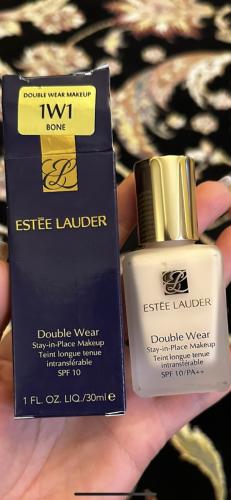 DOUBLE WEAR MAKEUP
1W1
BONE
ESTĒE LAUDER
Double Wear
Stay-in-Place Makeup
Teint longue tenue
intransférable
SPF 10
1 FL. OZ. LIQ./30ml e
ESTĒE LAUDER
Double Wear
Stay-in-Place Makeup
Teint longue tenue
intransférable
SPF 10/PA++